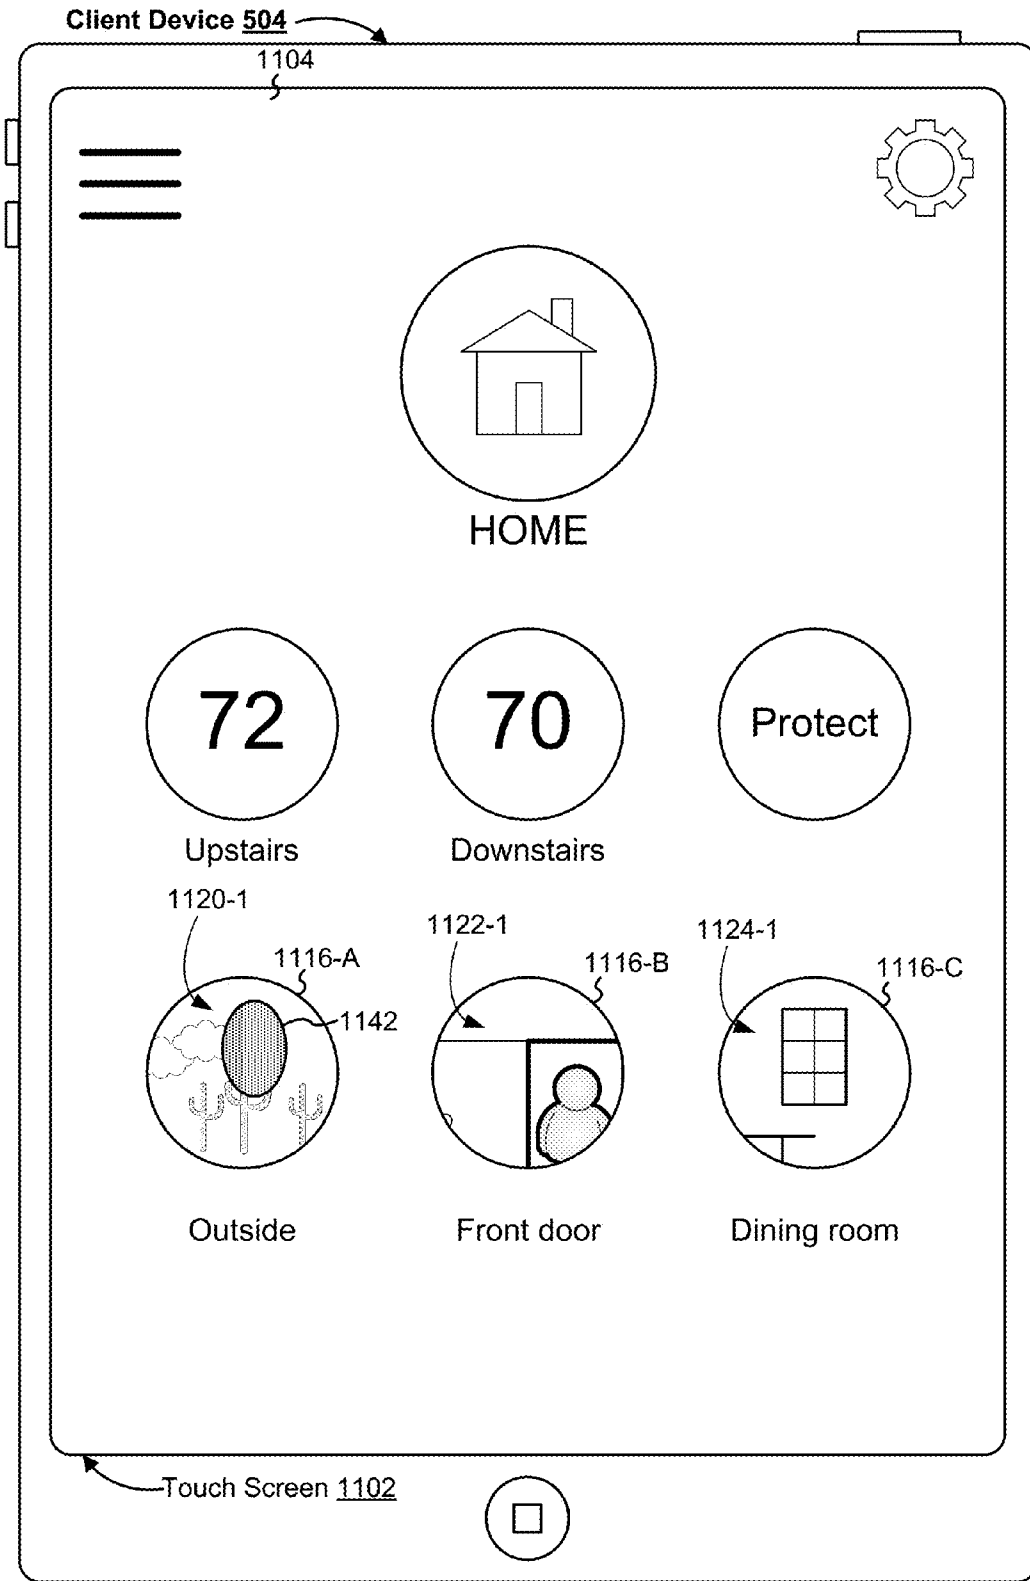 Client Device 504
1104
HOME
72
70
Protect
Upstairs
Downstairs
1120-1
1122-1
1124-1
1116-A
1116-B
1116-C
1142
Outside
Front door
Dining room
Touch Screen 1102